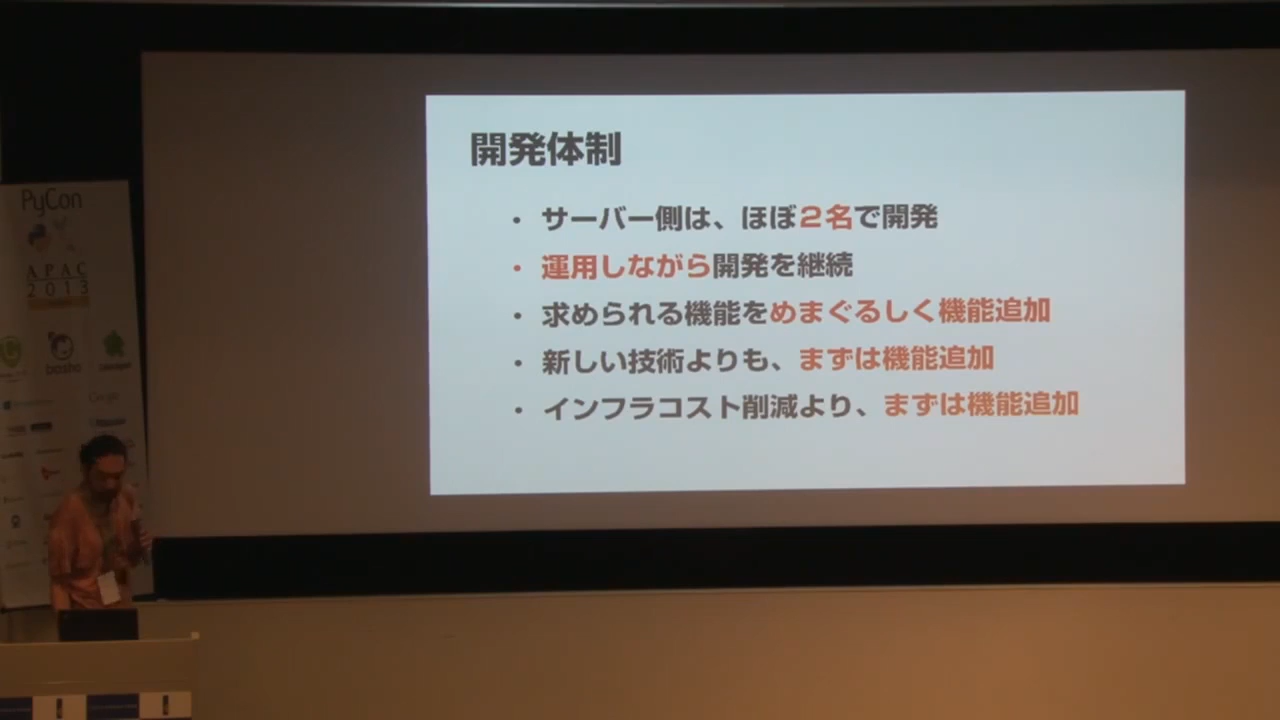 開発体制
・ サーバー側は、ほぼ２名で開発
・ 運用しながら開発を継続
・ 求められる機能をめまぐるしく機能追加
・ 新しい技術よりも、まずは機能追加
・ インフラコスト削減より、まずは機能追加
PyCon
APAC
2013
basho
Google